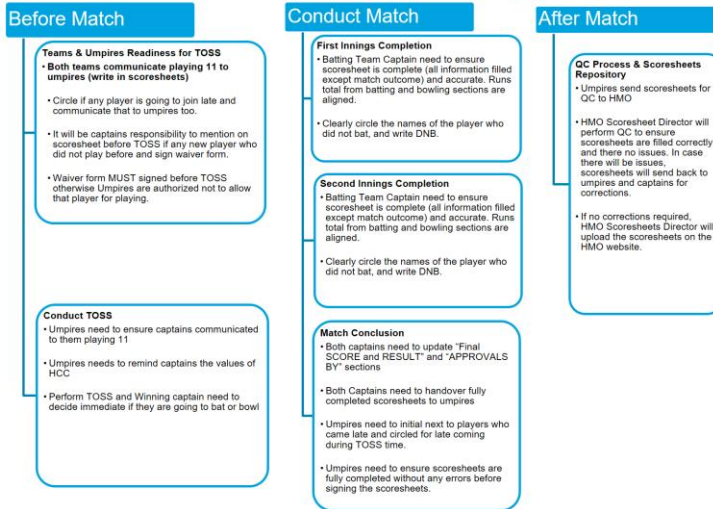 Before Match
Teams & Umpires Readiness for TOSS
• Both teams communicate playing 11 to
umpires (write in scoresheets)
• Circle if any player is going to join late and
communicate that to umpires too.
• It will be captains responsibility to mention on
scoresheet before TOSS if any new player who
did not play before and sign waiver form.
• Waiver form MUST signed before TOSS
otherwise Umpires are authorized not to allow
that player for playing.
Conduct TOSS
• Umpires need to ensure captains communicated
to them playing 11
• Umpires needs to remind captains the values of
HCC
• Perform TOSS and Winning captain need to
decide immediate if they are going to bat or bowl
Conduct Match
First Innings Completion
• Batting Team Captain need to ensure
scoresheet is complete (all information filled
except match outcome) and accurate. Runs
total from batting and bowling sections are
aligned.
• Clearly circle the names of the player who
did not bat, and write DNB.
Second Innings Completion
• Batting Team Captain need to ensure
scoresheet is complete (all information filled
except match outcome) and accurate. Runs
total from batting and bowling sections are
aligned.
• Clearly circle the names of the player who
did not bat, and write DNB.
Match Conclusion
• Both captains need to update "Final
SCORE and RESULT" and "APPROVALS
BY" sections
• Both Captains need to handover fully
completed scoresheets to umpires
• Umpires need to initial next to players who
came late and circled for late coming
during TOSS time.
• Umpires need to ensure scoresheets are
fully completed without any errors before
signing the scoresheets.
After Match
QC Process & Scoresheets
Repository
• Umpires send scoresheets for
QC to HMO
• HMO Scoresheet Director will
perform QC to ensure
scoresheets are filled correctly
and there no issues. In case
there will be issues,
scoresheets will send back to
umpires and captains for
corrections.
• If no corrections required,
HMO Scoresheets Director will
upload the scoresheets on the
HMO website.